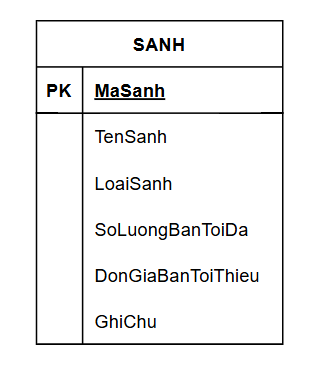 SANH
PK MaSanh
TenSanh
LoaiSanh
SoLuongBanToiDa
DonGiaBanToiThieu
GhiChu